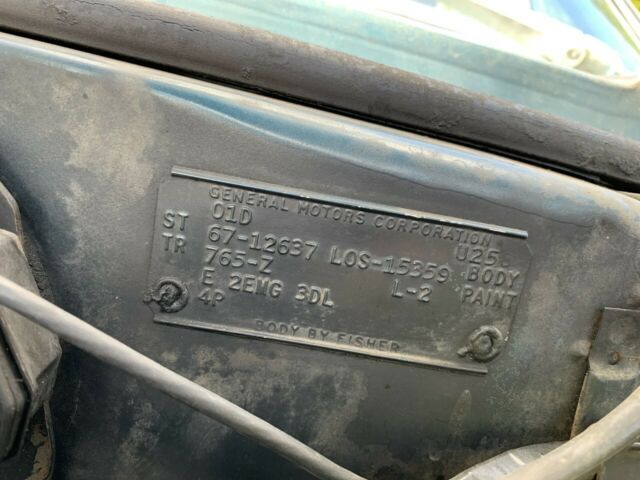 GENERAL MOTORS CORPORATION
01D U25
ST 67-12637 LOS-15359 BODY
TR 765-Z L-2 PAINT
E 2EMG 3DL
4P
BODY BY FISHER